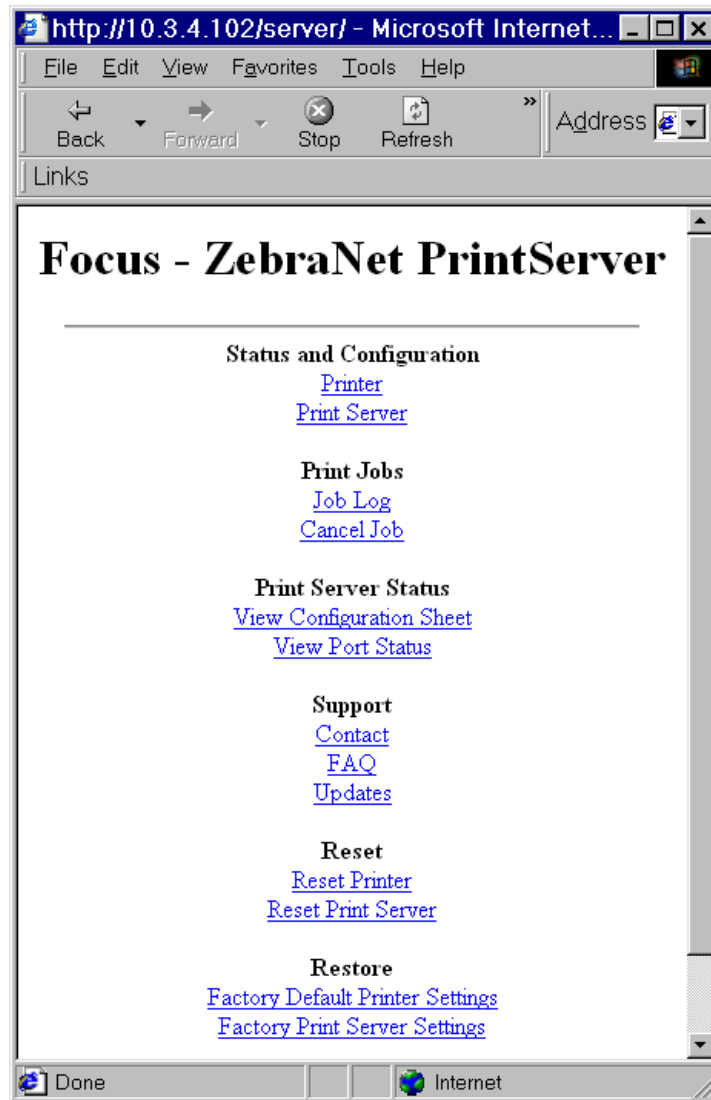 http://10.3.4.102/server/ - Microsoft Internet...
File Edit View Favorites Tools Help
Back Forward Stop Refresh » Address
Links
Focus - ZebraNet PrintServer
Status and Configuration
Printer
Print Server
Print Jobs
Job Log
Cancel Job
Print Server Status
View Configuration Sheet
View Port Status
Support
Contact
FAQ
Updates
Reset
Reset Printer
Reset Print Server
Restore
Factory Default Printer Settings
Factory Print Server Settings
Done Internet